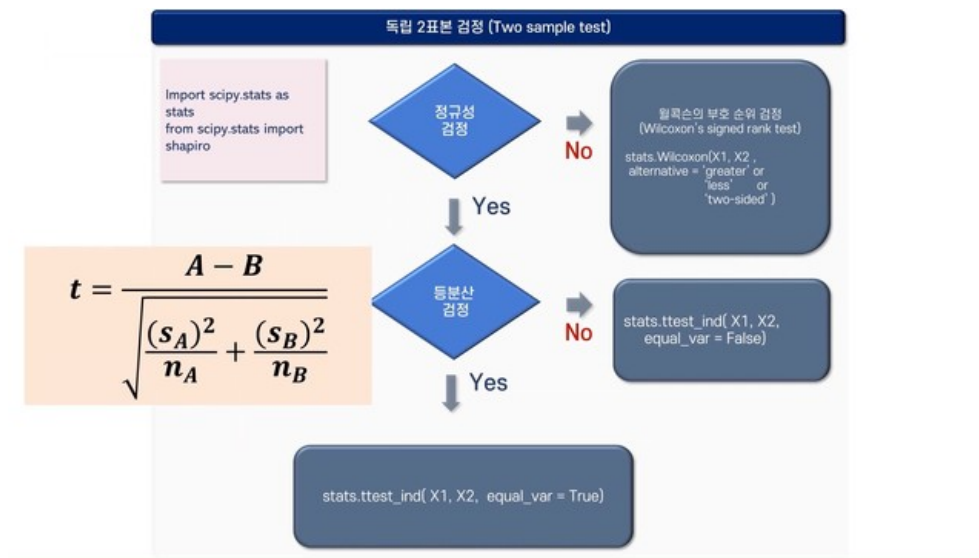 독립 2표본 검정 (Two sample test)
Import scipy.stats as
stats
from scipy.stats import
shapiro
정규성
검정
No
윌콕슨의 부호 순위 검정
(Wilcoxon's signed rank test)
stats.Wilcoxon(X1, X2 ,
alternative = 'greater' or
'less' or
'two-sided' )
Yes
t = \frac{A - B}{\sqrt{\frac{(s_A)^2}{n_A} + \frac{(s_B)^2}{n_B}}}
등분산
검정
No
stats.ttest_ind( X1, X2,
equal_var = False)
Yes
stats.ttest_ind( X1, X2, equal_var = True)